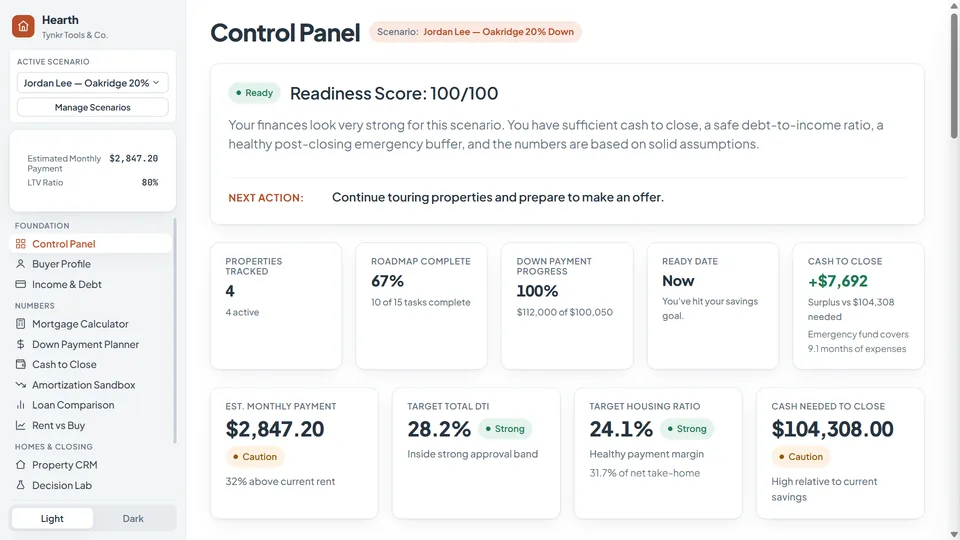 Hearth
Tynkr Tools & Co.
ACTIVE SCENARIO
Jordan Lee — Oakridge 20%
Manage Scenarios
Estimated Monthly Payment $2,847.20
LTV Ratio 80%
FOUNDATION
Control Panel
Buyer Profile
Income & Debt
NUMBERS
Mortgage Calculator
Down Payment Planner
Cash to Close
Amortization Sandbox
Loan Comparison
Rent vs Buy
HOMES & CLOSING
Property CRM
Decision Lab
Light Dark
Control Panel
Scenario: Jordan Lee — Oakridge 20% Down
Ready Readiness Score: 100/100
Your finances look very strong for this scenario. You have sufficient cash to close, a safe debt-to-income ratio, a
healthy post-closing emergency buffer, and the numbers are based on solid assumptions.
NEXT ACTION: Continue touring properties and prepare to make an offer.
PROPERTIES
TRACKED
4
4 active
ROADMAP COMPLETE
67%
10 of 15 tasks complete
DOWN PAYMENT
PROGRESS
100%
$112,000 of $100,050
READY DATE
Now
You've hit your savings
goal.
CASH TO CLOSE
+$7,692
Surplus vs $104,308
needed
Emergency fund covers
9.1 months of expenses
EST. MONTHLY PAYMENT
$2,847.20
Caution
32% above current rent
TARGET TOTAL DTI
28.2% Strong
Inside strong approval band
TARGET HOUSING RATIO
24.1% Strong
Healthy payment margin
31.7% of net take-home
CASH NEEDED TO CLOSE
$104,308.00
Caution
High relative to current
savings